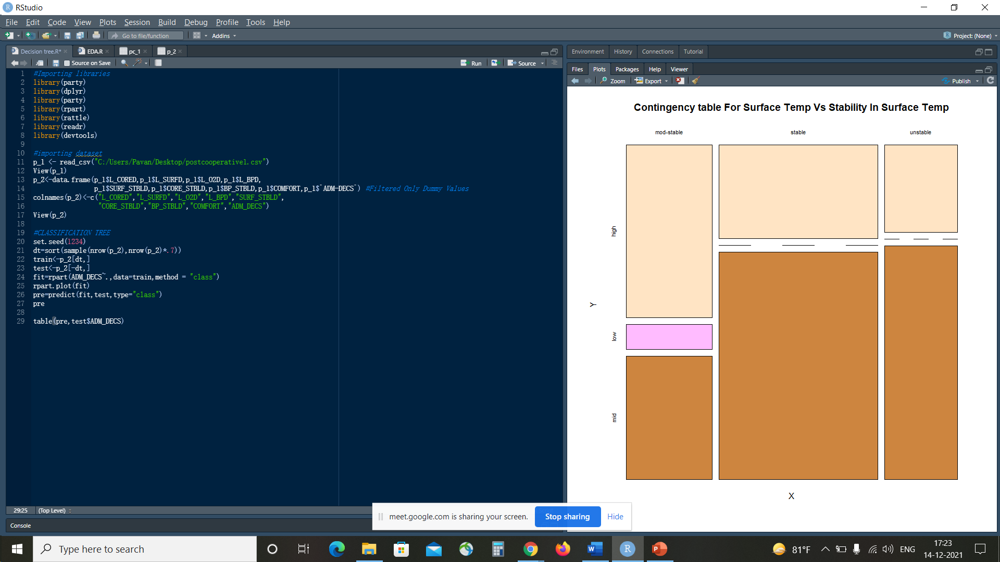 RStudio
File Edit Code View Plots Session Build Debug Profile Tools Help
Go to file/function Addins Project: (None)
Decision tree.R* EDA.R pc_1 p_2
Source on Save Run Source
1 #Importing libraries
2 library(party)
3 library(dplyr)
4 library(party)
5 library(rpart)
6 library(rattle)
7 library(readr)
8 library(devtools)
9
10 #importing dataset
11 p_1 <- read_csv("C:/Users/Pavan/Desktop/postcooperative1.csv")
12 View(p_1)
13 p_2<-data.frame(p_1$L_CORED,p_1$L_SURFD,p_1$L_O2D,p_1$L_BPD,
14 p_1$SURF_STBLD,p_1$CORE_STBLD,p_1$BP_STBLD,p_1$COMFORT,p_1$`ADM-DECS`) #Filtered Only Dummy Values
15 colnames(p_2)<-c("L_CORED","L_SURFD","L_O2D","L_BPD","SURF_STBLD",
16 "CORE_STBLD","BP_STBLD","COMFORT","ADM_DECS")
17 View(p_2)
18
19 #CLASSIFICATION TREE
20 set.seed(1234)
21 dt=sort(sample(nrow(p_2),nrow(p_2)*.7))
22 train<-p_2[dt,]
23 test<-p_2[-dt,]
24 fit=rpart(ADM_DECS~.,data=train,method = "class")
25 rpart.plot(fit)
26 pre=predict(fit,test,type="class")
27 pre
28
29 table(pre,test$ADM_DECS)
29:25 (Top Level)
Console
Environment History Connections Tutorial
Files Plots Packages Help Viewer
Zoom Export Publish
Contingency table For Surface Temp Vs Stability In Surface Temp
mod-stable stable unstable
high
Y
low
mid
X
meet.google.com is sharing your screen. Stop sharing Hide
Type here to search
81°F ENG 17:23
14-12-2021